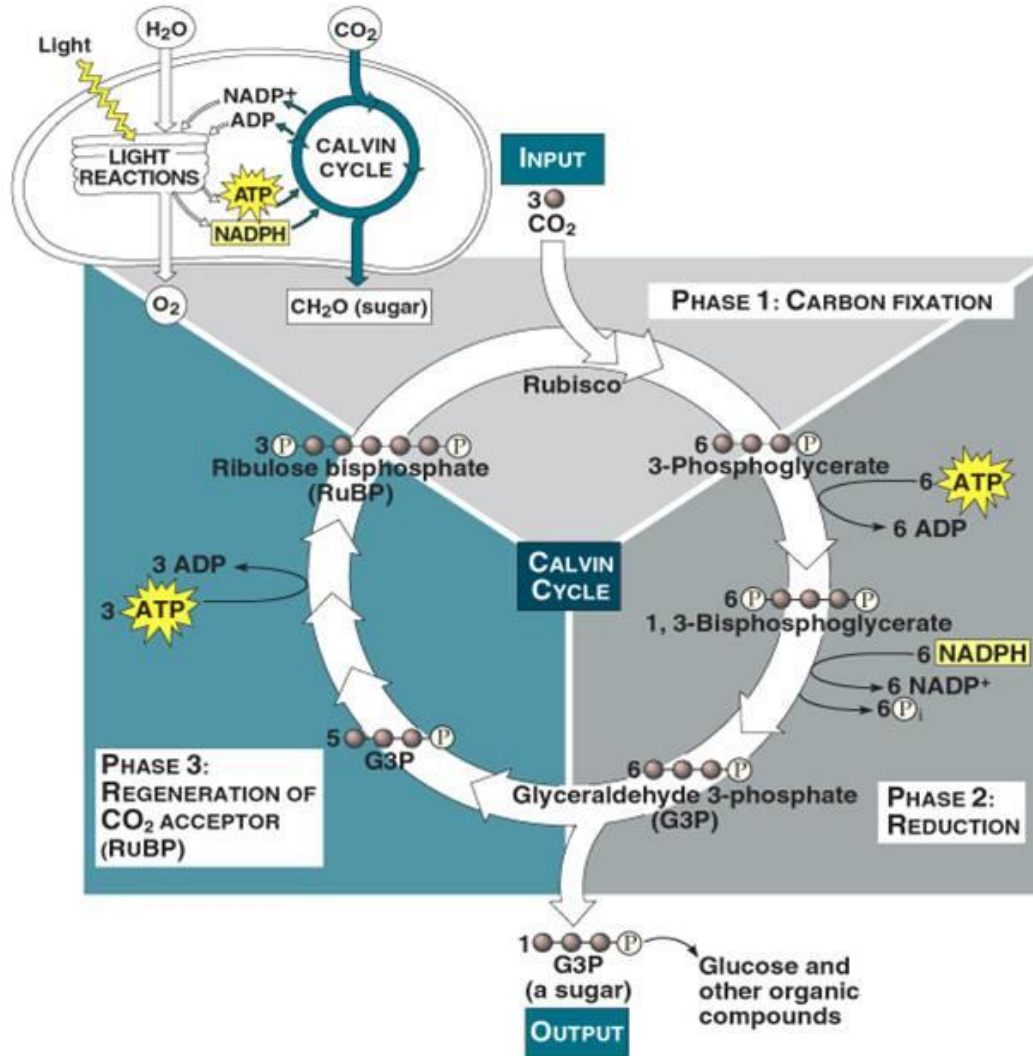 H₂O
CO₂
Light
NADP⁺
ADP
LIGHT
REACTIONS
CALVIN
CYCLE
ATP
NADPH
O₂
CH₂O (sugar)
INPUT
3
CO₂
PHASE 1: CARBON FIXATION
Rubisco
3 P P
Ribulose bisphosphate
(RuBP)
6 P
3-Phosphoglycerate
6 ATP
6 ADP
3 ADP
3 ATP
CALVIN
CYCLE
6 P P
1, 3-Bisphosphoglycerate
6 NADPH
6 NADP⁺
6 Pi
5 P
G3P
6 P
Glyceraldehyde 3-phosphate
(G3P)
PHASE 3:
REGENERATION OF
CO₂ ACCEPTOR
(RUBP)
PHASE 2:
REDUCTION
1 P
G3P
(a sugar)
Glucose and
other organic
compounds
OUTPUT